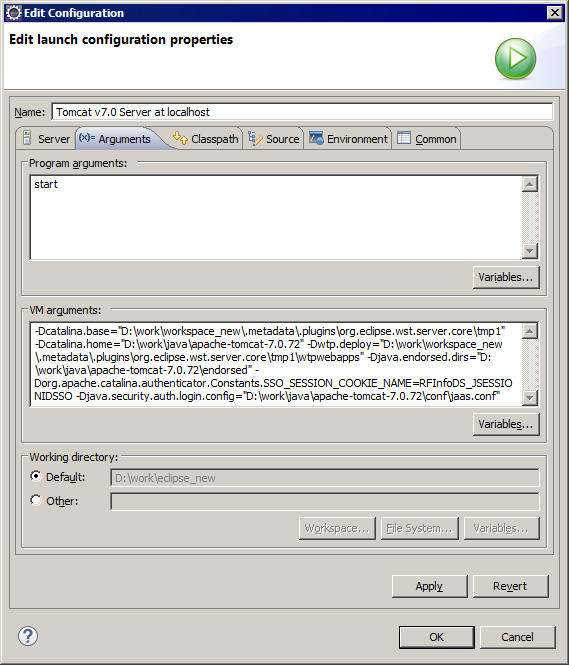 Edit Configuration
Edit launch configuration properties
Name: Tomcat v7.0 Server at localhost
Server (x)= Arguments Classpath Source Environment Common
Program arguments:
start
Variables...
VM arguments:
-Dcatalina.base="D:\work\workspace_new\.metadata\.plugins\org.eclipse.wst.server.core\tmp1"
-Dcatalina.home="D:\work\java\apache-tomcat-7.0.72" -Dwtp.deploy="D:\work\workspace_new
\.metadata\.plugins\org.eclipse.wst.server.core\tmp1\wtpwebapps" -Djava.endorsed.dirs="D:
\work\java\apache-tomcat-7.0.72\endorsed" -
Dorg.apache.catalina.authenticator.Constants.SSO_SESSION_COOKIE_NAME=RFInfoDS_JSESSIO
NIDSSO -Djava.security.auth.login.config="D:\work\java\apache-tomcat-7.0.72\conf\jaas.conf"
Variables...
Working directory:
Default: D:\work\eclipse_new
Other:
Workspace... File System... Variables...
Apply Revert
? OK Cancel